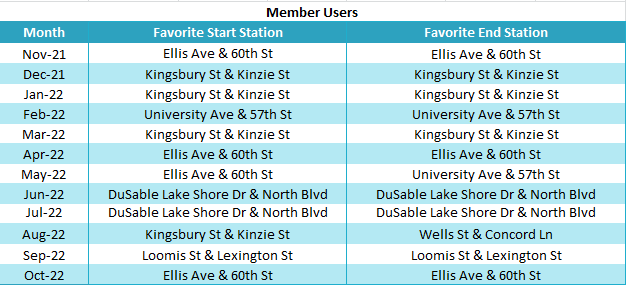 Member Users
Month Favorite Start Station Favorite End Station
Nov-21 Ellis Ave & 60th St Ellis Ave & 60th St
Dec-21 Kingsbury St & Kinzie St Kingsbury St & Kinzie St
Jan-22 Kingsbury St & Kinzie St Kingsbury St & Kinzie St
Feb-22 University Ave & 57th St University Ave & 57th St
Mar-22 Kingsbury St & Kinzie St Kingsbury St & Kinzie St
Apr-22 Ellis Ave & 60th St Ellis Ave & 60th St
May-22 Ellis Ave & 60th St University Ave & 57th St
Jun-22 DuSable Lake Shore Dr & North Blvd DuSable Lake Shore Dr & North Blvd
Jul-22 DuSable Lake Shore Dr & North Blvd DuSable Lake Shore Dr & North Blvd
Aug-22 Kingsbury St & Kinzie St Wells St & Concord Ln
Sep-22 Loomis St & Lexington St Loomis St & Lexington St
Oct-22 Ellis Ave & 60th St Ellis Ave & 60th St